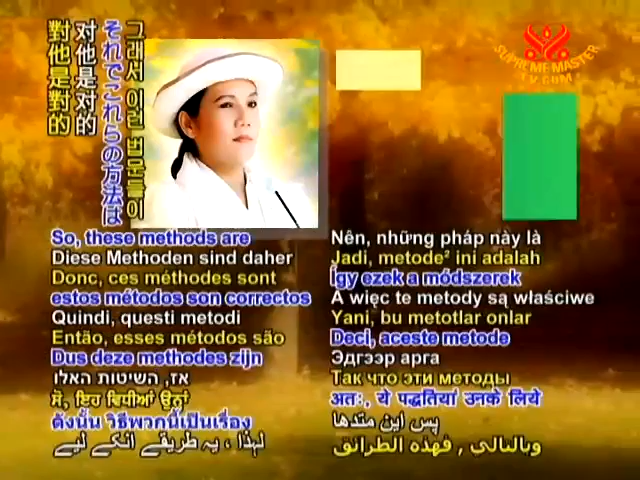 對他是對的
对他是对的
それでこれらの方法は
그래서 이런 법문들이
SUPREME MASTER
TV.COM
So, these methods are
Diese Methoden sind daher
Donc, ces méthodes sont
estos métodos son correctos
Quindi, questi metodi
Então, esses métodos são
Dus deze methodes zijn
אז, השיטות האלו
ਸੋ, ਇਹ ਵਿਧੀਆਂ ਉਨਾਂ
ดังนั้น วิธีพวกนี้เป็นเรื่อง
لہٰذا ، یہ طریقے انکے لیے
Nên, những pháp này là
Jadi, metode² ini adalah
Így ezek a módszerek
A więc te metody są właściwe
Yani, bu metotlar onlar
Deci, aceste metode
Эдгээр арга
Так что эти методы
अतः, ये पद्धतियां उनके लिये
پس این متدها
وبالتالي , فهذه الطرائق